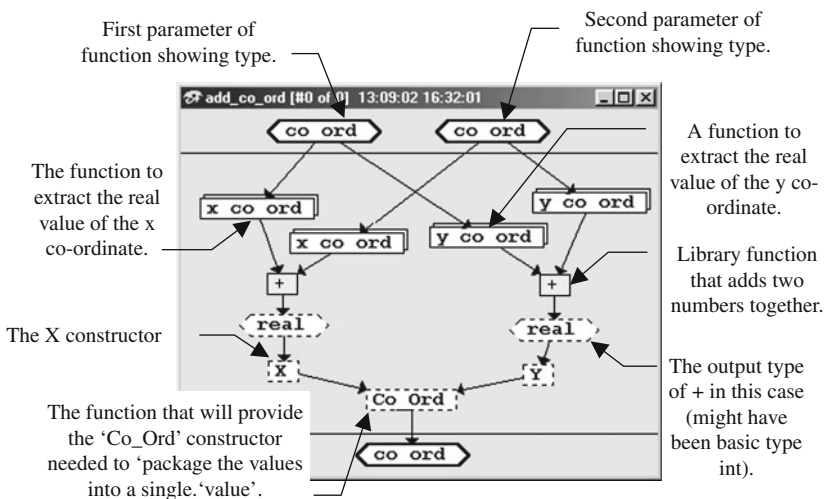 First parameter of
function showing type.
Second parameter of
function showing type.
add_co_ord [#0 of 0] 13:09:02 16:32:01
co ord
co ord
The function to
extract the real
value of the x
co-ordinate.
A function to
extract the real
value of the y co-
ordinate.
x co ord
x co ord
y co ord
y co ord
+
+
Library function
that adds two
numbers together.
real
real
The X constructor
X
Y
The output type
of + in this case
(might have
been basic type
int).
Co Ord
The function that will provide
the ‘Co_Ord’ constructor
needed to ‘package the values
into a single.‘value’.
co ord